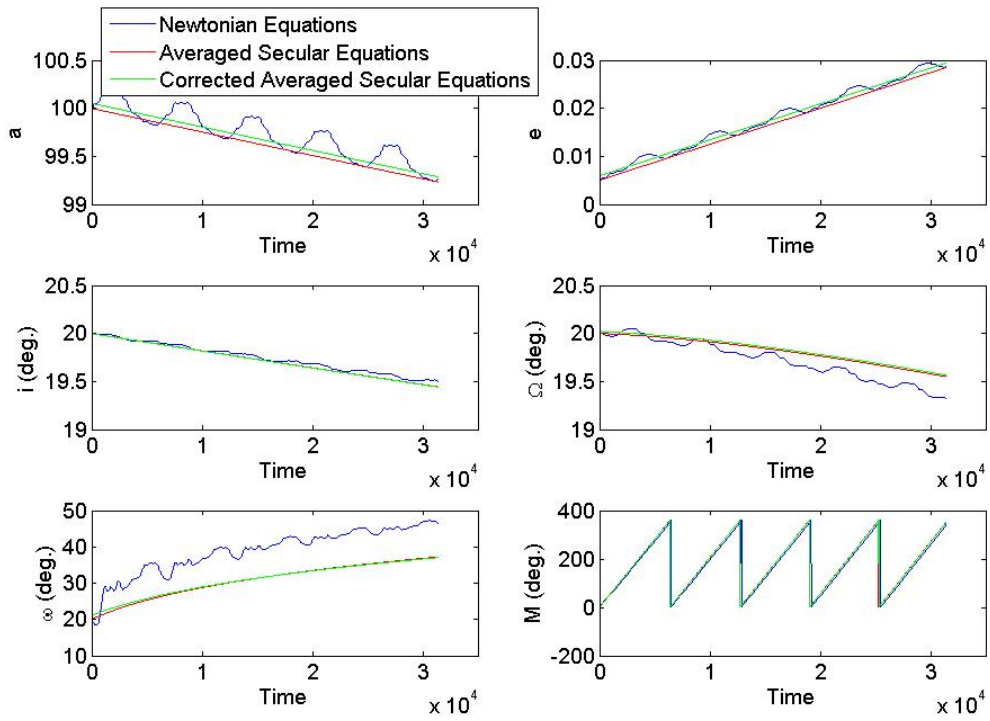 Newtonian Equations
Averaged Secular Equations
Corrected Averaged Secular Equations
100.5
100
99.5
99
a
0 1 2 3
Time
x 10^4
0.03
0.02
0.01
0
e
0 1 2 3
Time
x 10^4
20.5
20
19.5
19
i (deg.)
0 1 2 3
Time
x 10^4
20.5
20
19.5
19
Ω (deg.)
0 1 2 3
Time
x 10^4
50
40
30
20
10
ω (deg.)
0 1 2 3
Time
x 10^4
400
200
0
-200
M (deg.)
0 1 2 3
Time
x 10^4